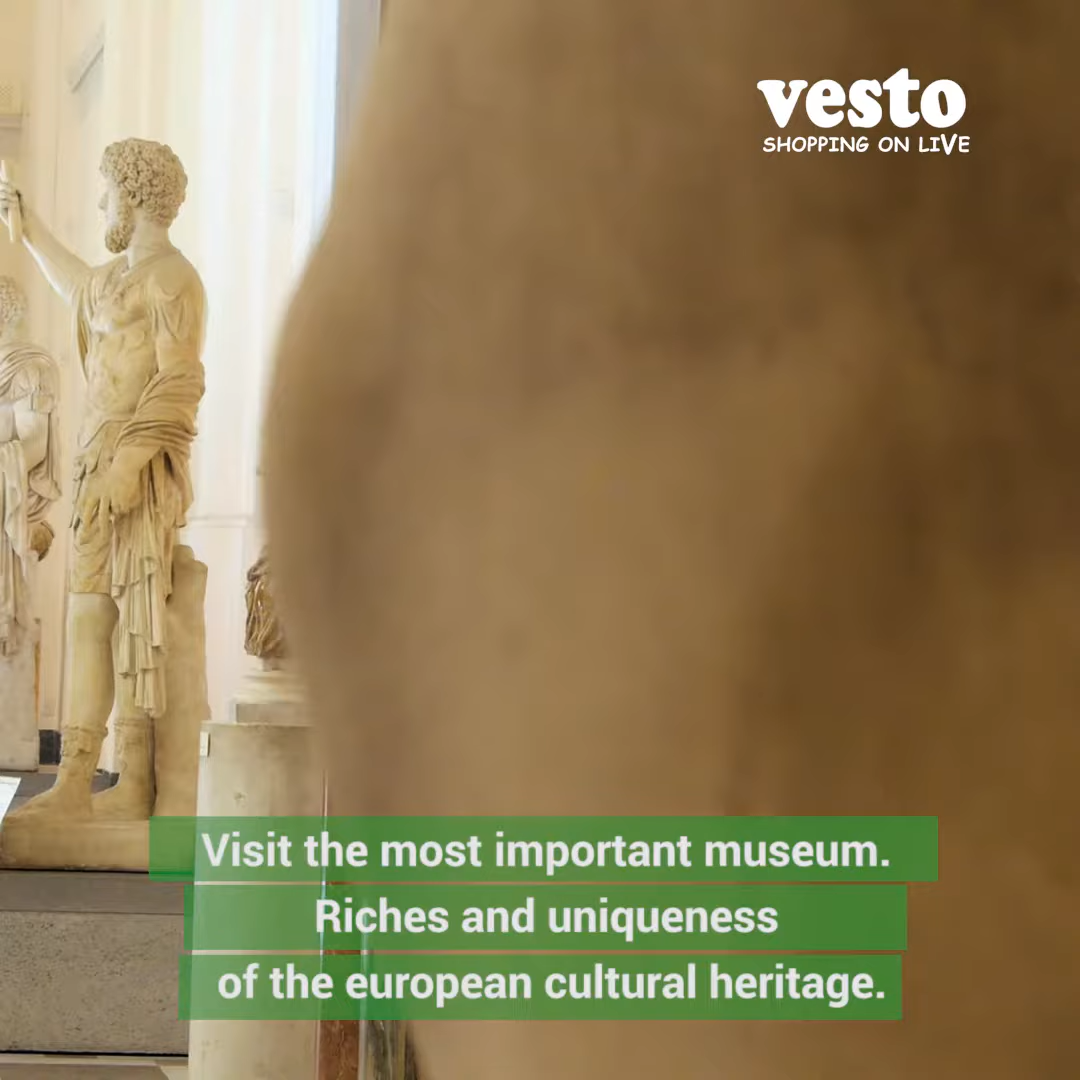 vesto
SHOPPING ON LIVE
Visit the most important museum.
Riches and uniqueness
of the european cultural heritage.